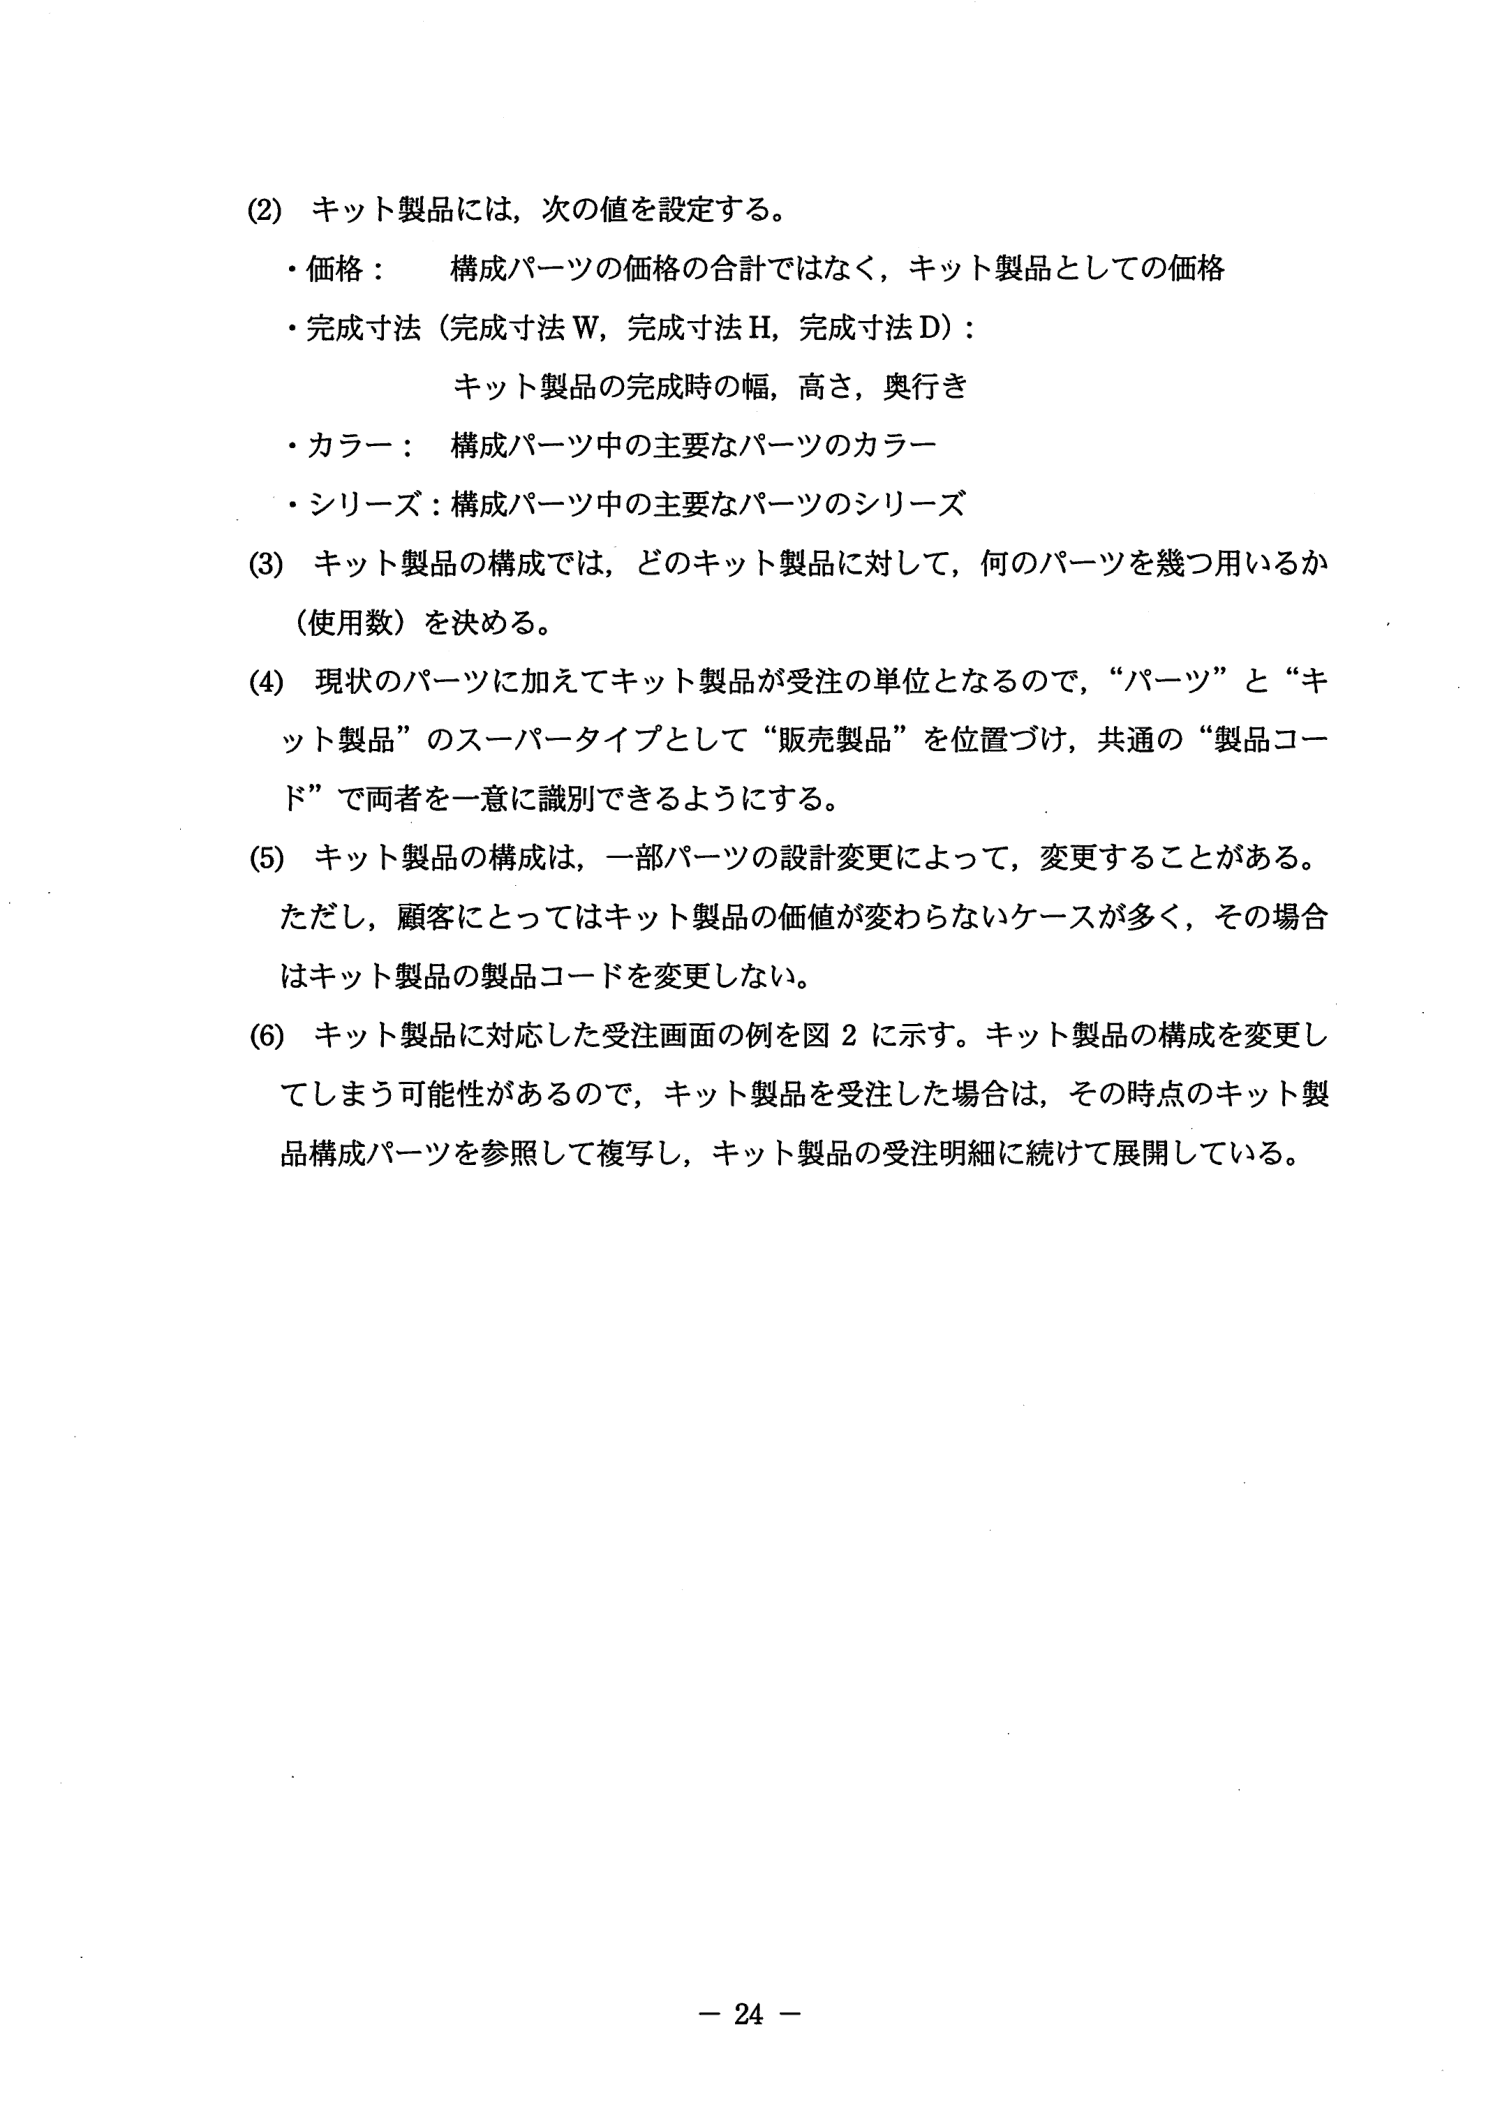 (2) キット製品には，次の値を設定する。
・価格：　構成パーツの価格の合計ではなく，キット製品としての価格
・完成寸法（完成寸法W，完成寸法H，完成寸法D）：
キット製品の完成時の幅，高さ，奥行き
・カラー：　構成パーツ中の主要なパーツのカラー
・シリーズ：構成パーツ中の主要なパーツのシリーズ
(3) キット製品の構成では，どのキット製品に対して，何のパーツを幾つ用いるか
（使用数）を決める。
(4) 現状のパーツに加えてキット製品が受注の単位となるので，“パーツ”と“キ
ット製品”のスーパータイプとして“販売製品”を位置づけ，共通の“製品コー
ド”で両者を一意に識別できるようにする。
(5) キット製品の構成は，一部パーツの設計変更によって，変更することがある。
ただし，顧客にとってはキット製品の価値が変わらないケースが多く，その場合
はキット製品の製品コードを変更しない。
(6) キット製品に対応した受注画面の例を図 2 に示す。キット製品の構成を変更し
てしまう可能性があるので，キット製品を受注した場合は，その時点のキット製
品構成パーツを参照して複写し，キット製品の受注明細に続けて展開している。
－ 24 －